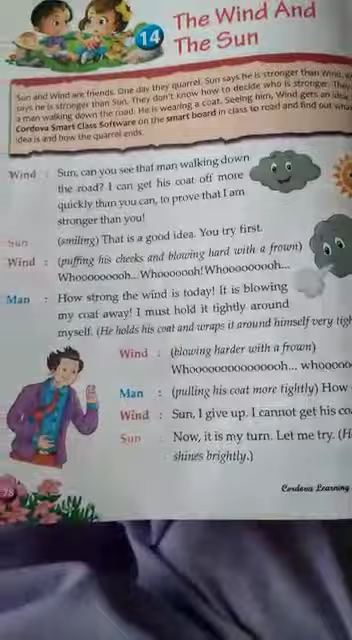 14
The Wind And
The Sun
Sun and Wind are friends. One day they quarrel. Sun says he is stronger than Wind,
says he is stronger than Sun. They don't know how to decide who is stronger. They
a man walking down the road. He is wearing a coat. Seeing him, Wind gets an idea.
Cordova Smart Class Software on the smart board in class to read and find out what
idea is and how the quarrel ends.
Wind : Sun, can you see that man walking down
the road? I can get his coat off more
quickly than you can, to prove that I am
stronger than you!
Sun : (smiling) That is a good idea. You try first.
Wind : (puffing his cheeks and blowing hard with a frown)
Whooooooooh... Whoooooooh! Whooooooooh...
Man : How strong the wind is today! It is blowing
my coat away! I must hold it tightly around
myself. (He holds his coat and wraps it around himself very tigh
Wind : (blowing harder with a frown)
Whooooooooooooooh... whooooo
Man : (pulling his coat more tightly) How
Wind : Sun, I give up. I cannot get his co
Sun : Now, it is my turn. Let me try. (H
shines brightly.)
78
Cordova Learning